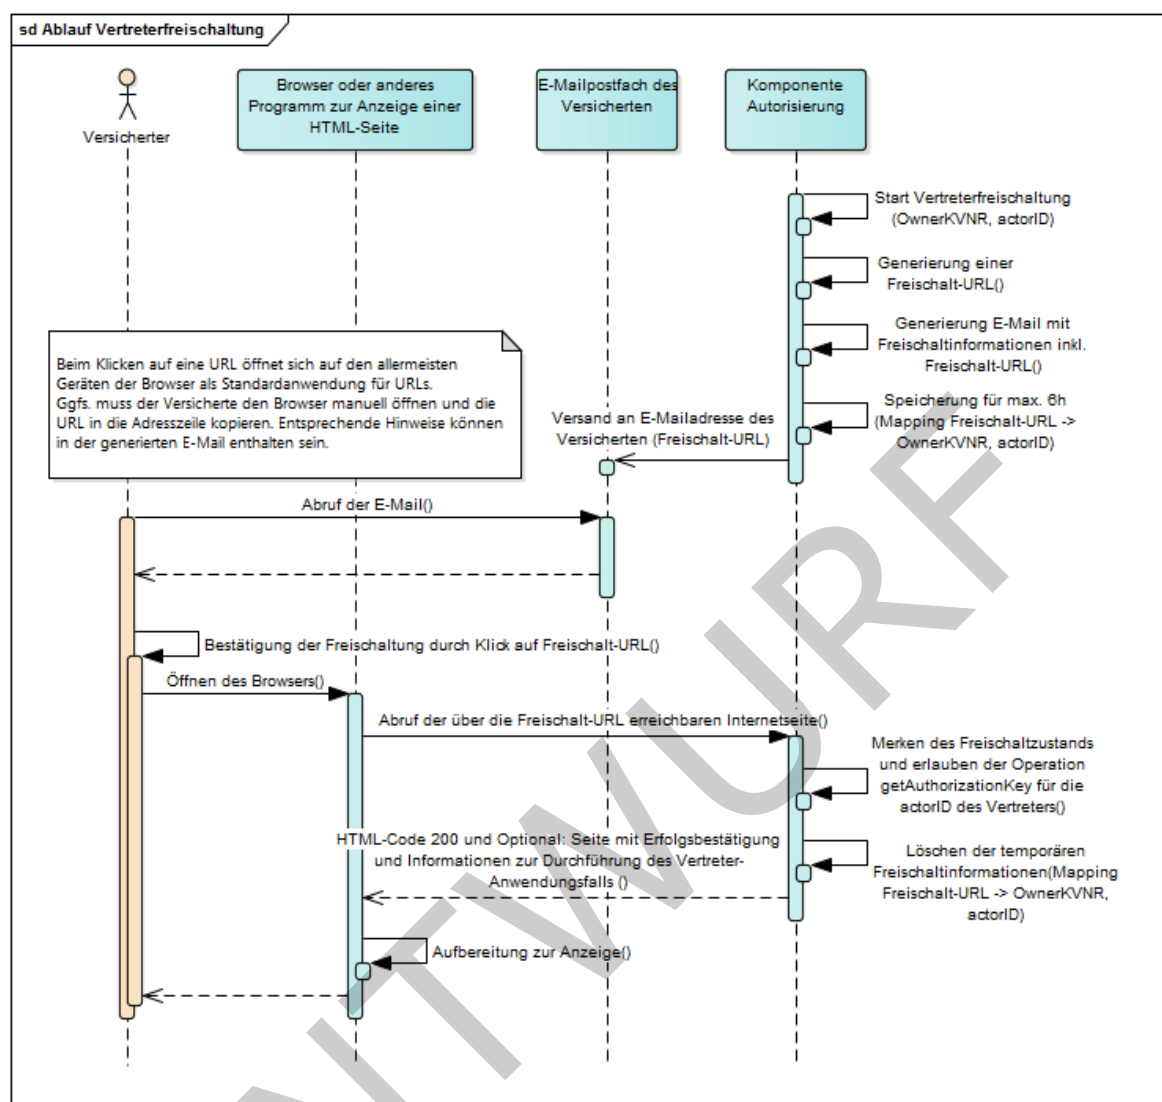 sd Ablauf Vertreterfreischaltung
Versicherter
Browser oder anderes
Programm zur Anzeige einer
HTML-Seite
E-Mailpostfach des
Versicherten
Komponente
Autorisierung
Start Vertreterfreischaltung
(OwnerKVNR, actorID)
Generierung einer
Freischalt-URL()
Generierung E-Mail mit
Freischaltinformationen inkl.
Freischalt-URL()
Speicherung für max. 6h
(Mapping Freischalt-URL ->
OwnerKVNR, actorID)
Beim Klicken auf eine URL öffnet sich auf den allermeisten
Geräten der Browser als Standardanwendung für URLs.
Ggfs. muss der Versicherte den Browser manuell öffnen und die
URL in die Adresszeile kopieren. Entsprechende Hinweise können
in der generierten E-Mail enthalten sein.
Versand an E-Mailadresse des
Versicherten (Freischalt-URL)
Abruf der E-Mail()
Bestätigung der Freischaltung durch Klick auf Freischalt-URL()
Öffnen des Browsers()
Abruf der über die Freischalt-URL erreichbaren Internetseite()
Merken des Freischaltzustands
und erlauben der Operation
getAuthorizationKey für die
actorID des Vertreters()
HTML-Code 200 und Optional: Seite mit Erfolgsbestätigung
und Informationen zur Durchführung des Vertreter-
Anwendungsfalls ()
Löschen der temporären
Freischaltinformationen(Mapping
Freischalt-URL -> OwnerKVNR,
actorID)
Aufbereitung zur Anzeige()
ENTWURF